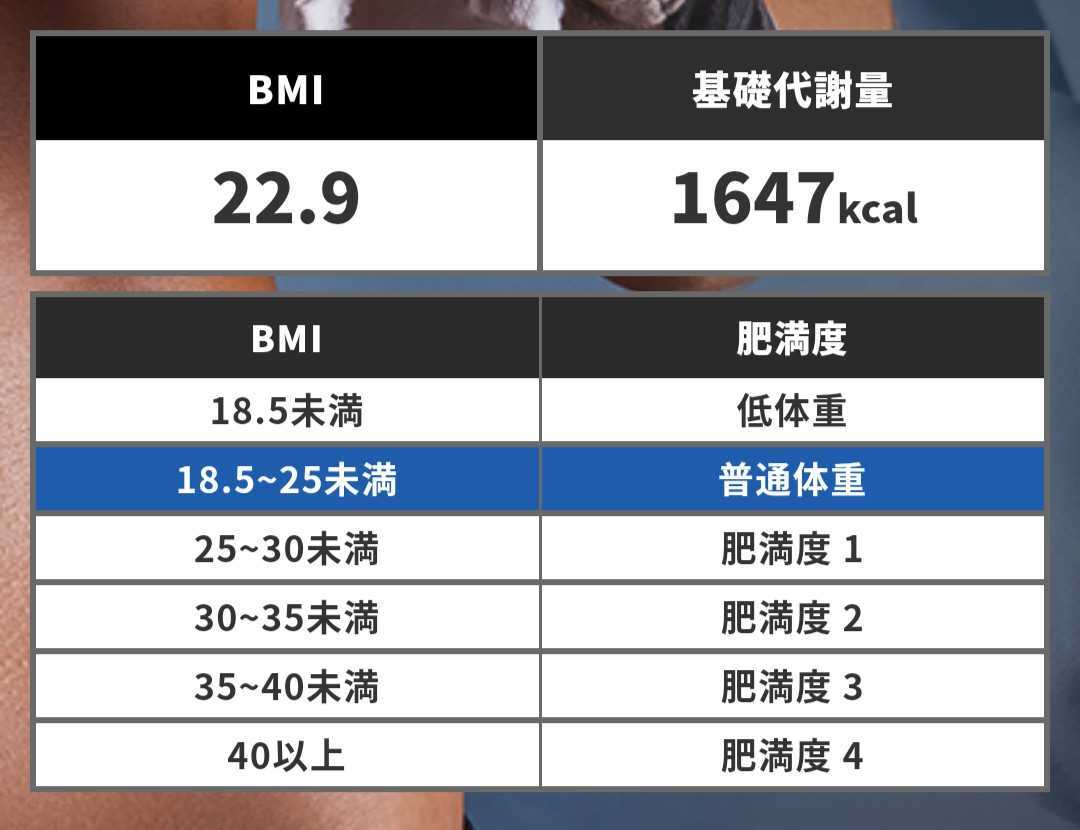 BMI 基礎代謝量
22.9 1647kcal
BMI 肥満度
18.5未満 低体重
18.5~25未満 普通体重
25~30未満 肥満度 1
30~35未満 肥満度 2
35~40未満 肥満度 3
40以上 肥満度 4